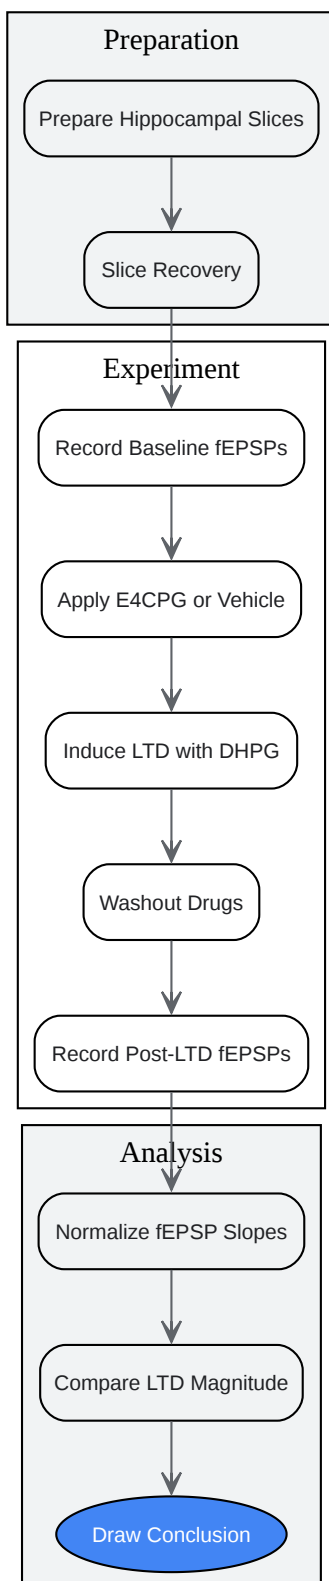 Preparation
Prepare Hippocampal Slices
Slice Recovery
Experiment
Record Baseline fEPSPs
Apply E4CPG or Vehicle
Induce LTD with DHPG
Washout Drugs
Record Post-LTD fEPSPs
Analysis
Normalize fEPSP Slopes
Compare LTD Magnitude
Draw Conclusion